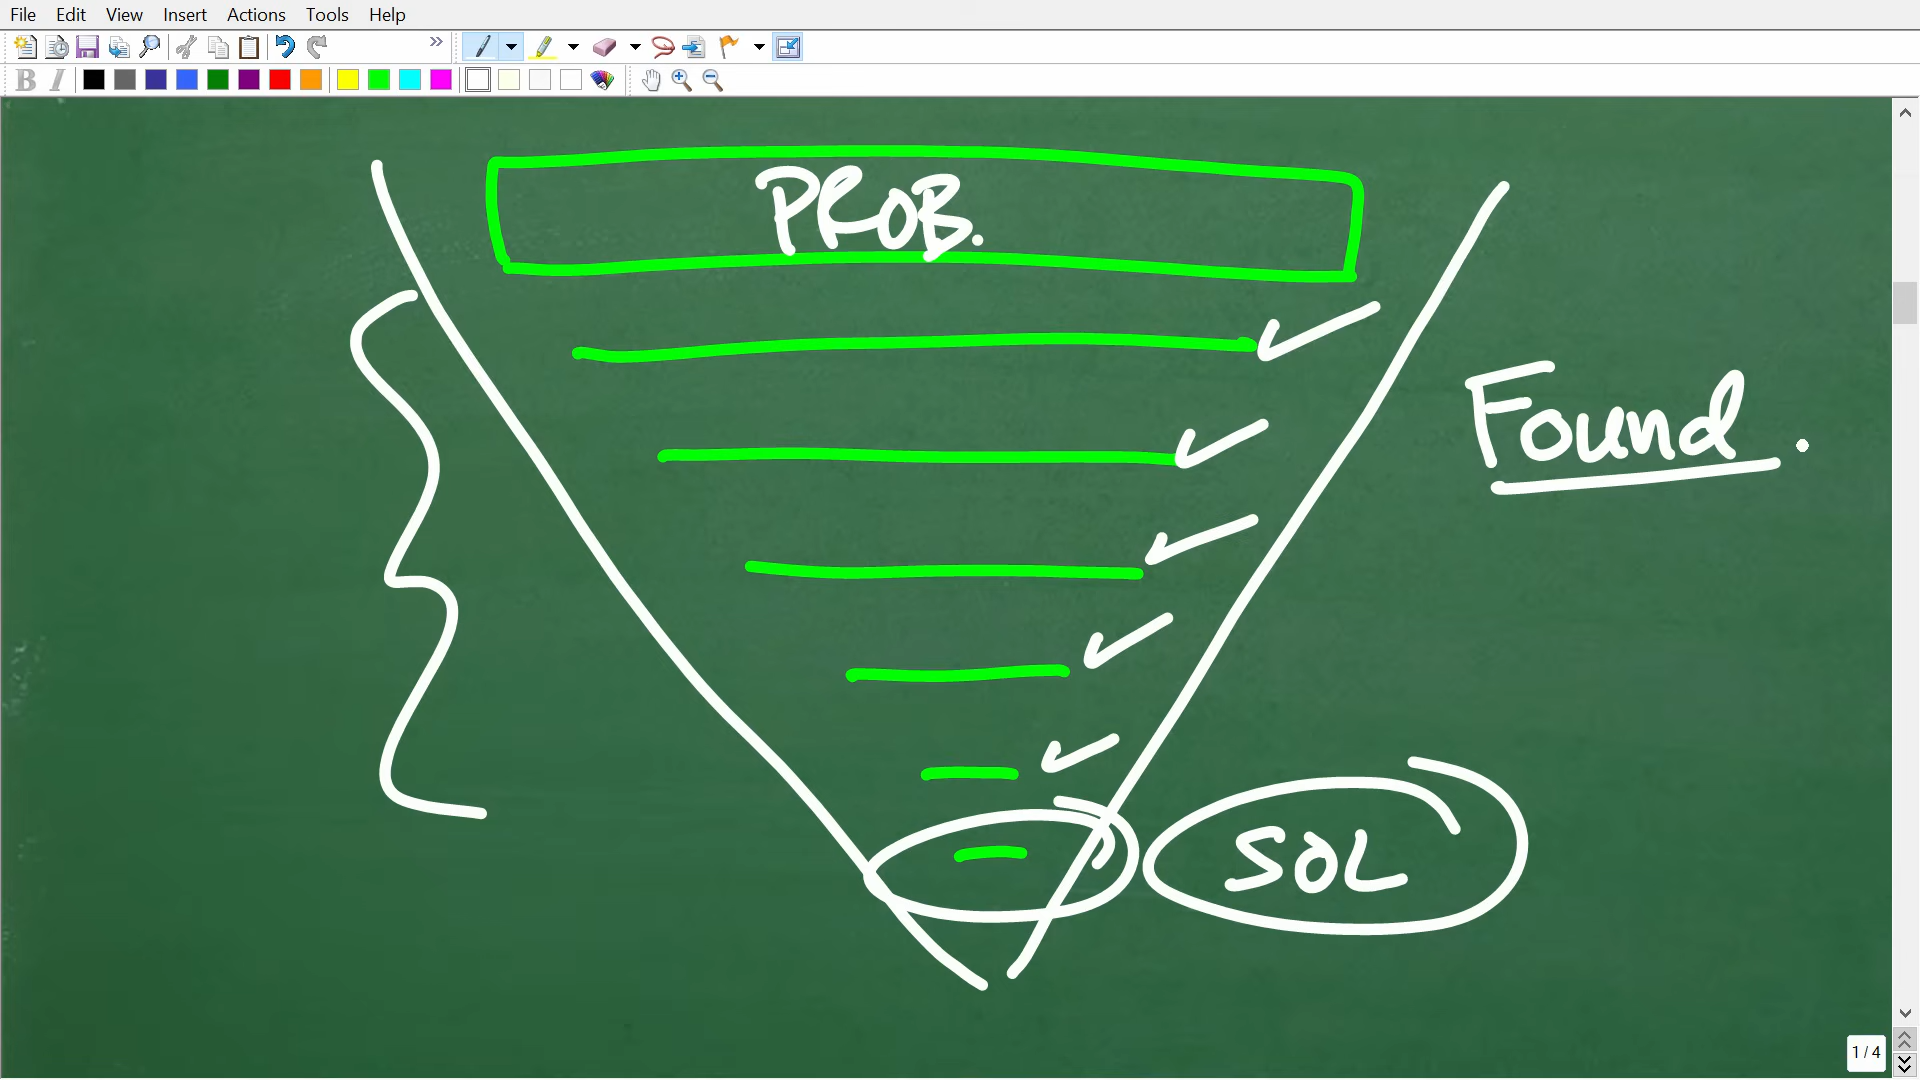 File Edit View Insert Actions Tools Help
B I
PROB.
Found.
SOL
1 / 4